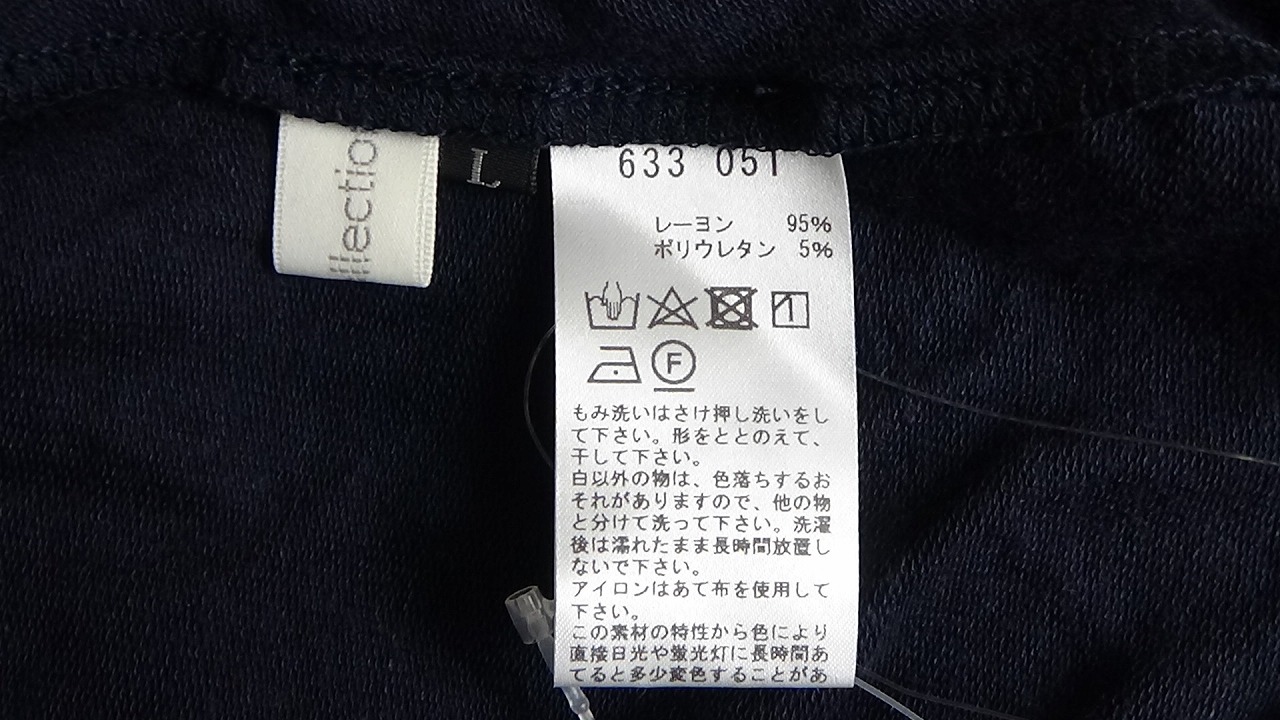 llection
L
633 051
レーヨン 95%
ポリウレタン 5%
F
もみ洗いはさけ押し洗いをし
て下さい。形をととのえて、
干して下さい。
白以外の物は、色落ちするお
それがありますので、他の物
と分けて洗って下さい。洗濯
後は濡れたまま長時間放置し
ないで下さい。
アイロンはあて布を使用して
下さい。
この素材の特性から色により
直接日光や蛍光灯に長時間あ
てると多少変色することがあ